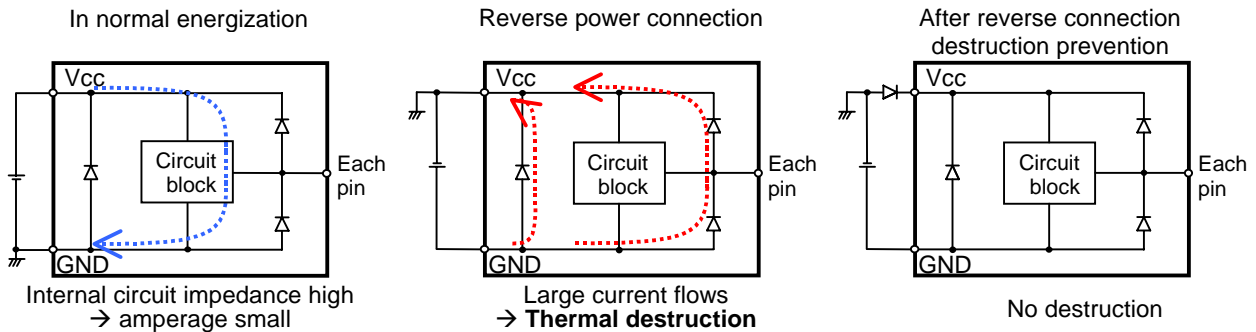 In normal energization
Vcc
Circuit
block
Each
pin
GND
Internal circuit impedance high
→ amperage small
Reverse power connection
Vcc
Circuit
block
Each
pin
GND
Large current flows
→ Thermal destruction
After reverse connection
destruction prevention
Vcc
Circuit
block
Each
pin
GND
No destruction